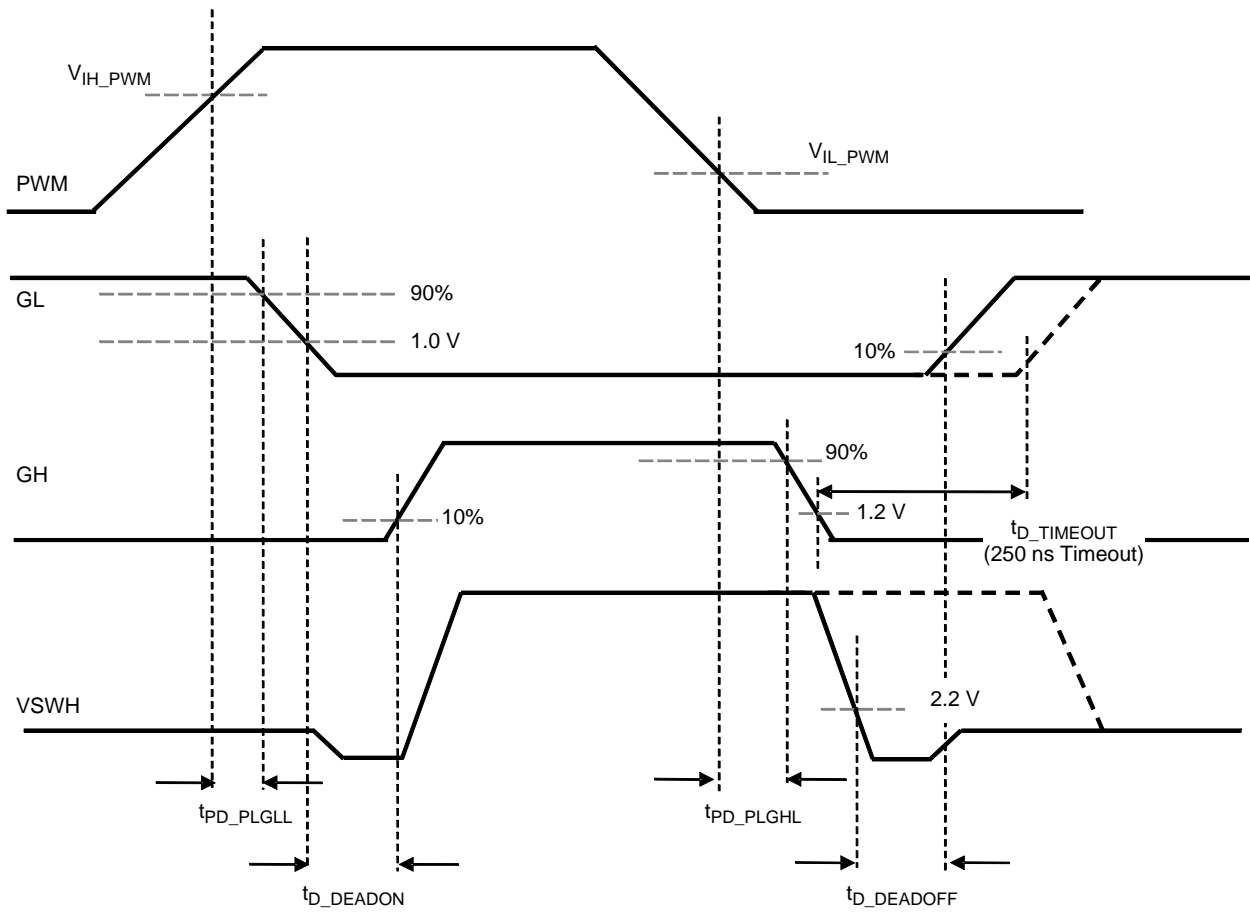 V_IH_PWM
V_IL_PWM
PWM
90%
GL
1.0 V
10%
GH
90%
10%
1.2 V
t_D_TIMEOUT
(250 ns Timeout)
VSWH
2.2 V
t_PD_PLGLL
t_PD_PLGHL
t_D_DEADON
t_D_DEADOFF